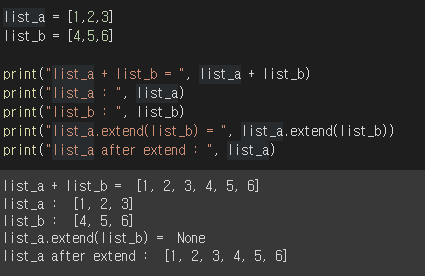 list_a = [1,2,3]
list_b = [4,5,6]
print("list_a + list_b = ", list_a + list_b)
print("list_a : ", list_a)
print("list_b : ", list_b)
print("list_a.extend(list_b) = ", list_a.extend(list_b))
print("list_a after extend : ", list_a)
list_a + list_b =  [1, 2, 3, 4, 5, 6]
list_a :  [1, 2, 3]
list_b :  [4, 5, 6]
list_a.extend(list_b) =  None
list_a after extend :  [1, 2, 3, 4, 5, 6]